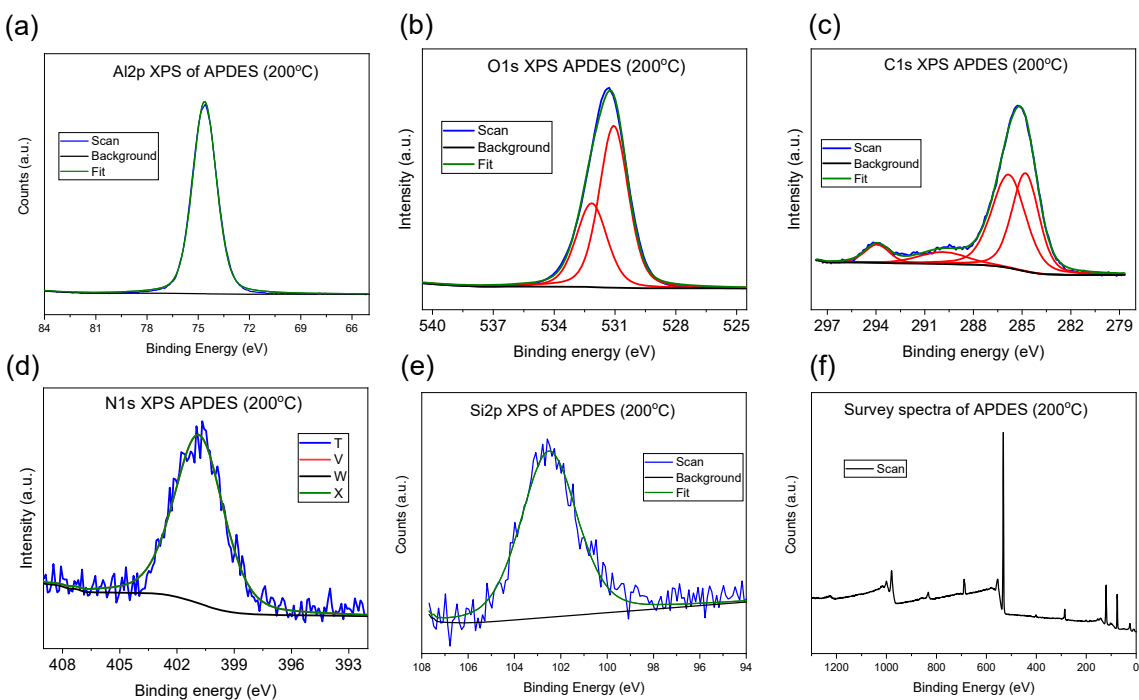 (a)
Al2p XPS of APDES (200°C)
Scan
Background
Fit
Counts (a.u.)
84 81 78 75 72 69 66
Binding Energy (eV)
(b)
O1s XPS APDES (200°C)
Scan
Background
Fit
Intensity (a.u.)
540 537 534 531 528 525
Binding energy (eV)
(c)
C1s XPS APDES (200°C)
Scan
Background
Fit
Intensity (a.u.)
297 294 291 288 285 282 279
Binding energy (eV)
(d)
N1s XPS APDES (200°C)
T
V
W
X
Intensity (a.u.)
408 405 402 399 396 393
Binding energy (eV)
(e)
Si2p XPS of APDES (200°C)
Scan
Background
Fit
Counts (a.u.)
108 106 104 102 100 98 96 94
Binding Energy (eV)
(f)
Survey spectra of APDES (200°C)
Scan
Counts (a.u.)
1200 1000 800 600 400 200 0
Binding Energy (eV)